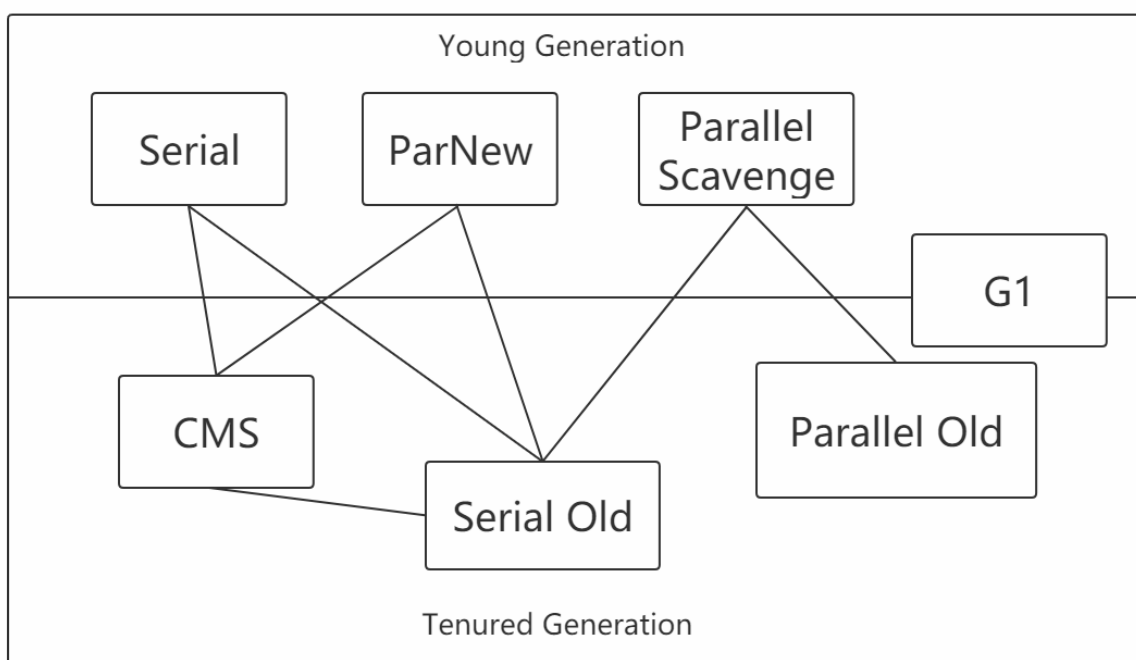 Young Generation
Serial
ParNew
Parallel
Scavenge
G1
CMS
Parallel Old
Serial Old
Tenured Generation